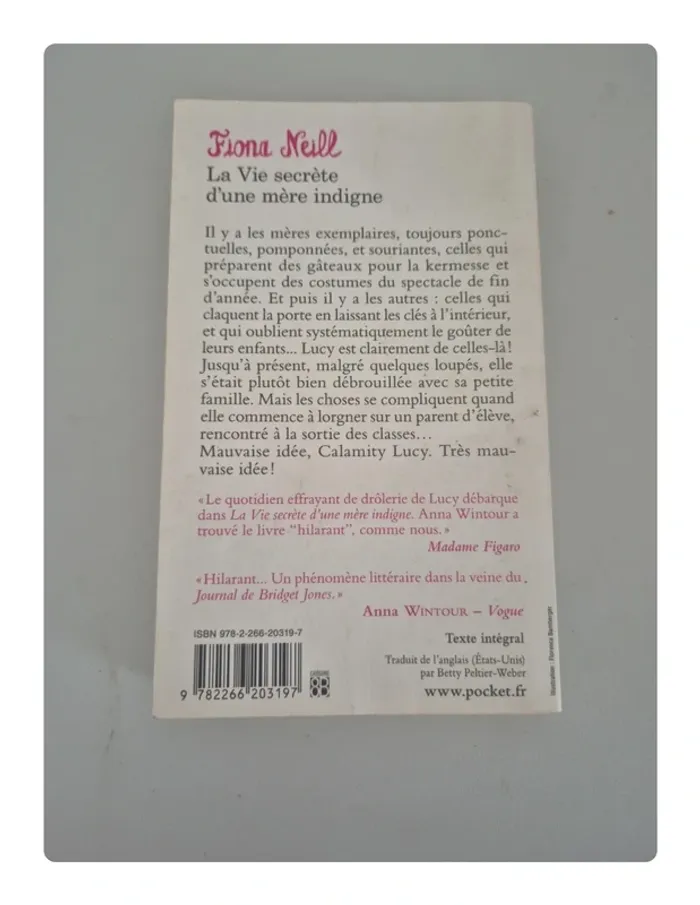 Fiona Neill
La Vie secrète
d'une mère indigne
Il y a les mères exemplaires, toujours ponc-
tuelles, pomponnées, et souriantes, celles qui
préparent des gâteaux pour la kermesse et
s'occupent des costumes du spectacle de fin
d'année. Et puis il y a les autres : celles qui
claquent la porte en laissant les clés à l'intérieur,
et qui oublient systématiquement le goûter de
leurs enfants... Lucy est clairement de celles-là !
Jusqu'à présent, malgré quelques loupés, elle
s'était plutôt bien débrouillée avec sa petite
famille. Mais les choses se compliquent quand
elle commence à lorgner sur un parent d'élève,
rencontré à la sortie des classes...
Mauvaise idée, Calamity Lucy. Très mau-
vaise idée !
« Le quotidien effrayant de drôlerie de Lucy débarque
dans La Vie secrète d'une mère indigne. Anna Wintour a
trouvé le livre "hilarant", comme nous. »
Madame Figaro
« Hilarant... Un phénomène littéraire dans la veine du
Journal de Bridget Jones. »
Anna WINTOUR – Vogue
ISBN 978-2-266-20319-7
9 782266 203197
Texte intégral
Traduit de l'anglais (États-Unis)
par Betty Peltier-Weber
www.pocket.fr
Illustration : Florence Bamberger